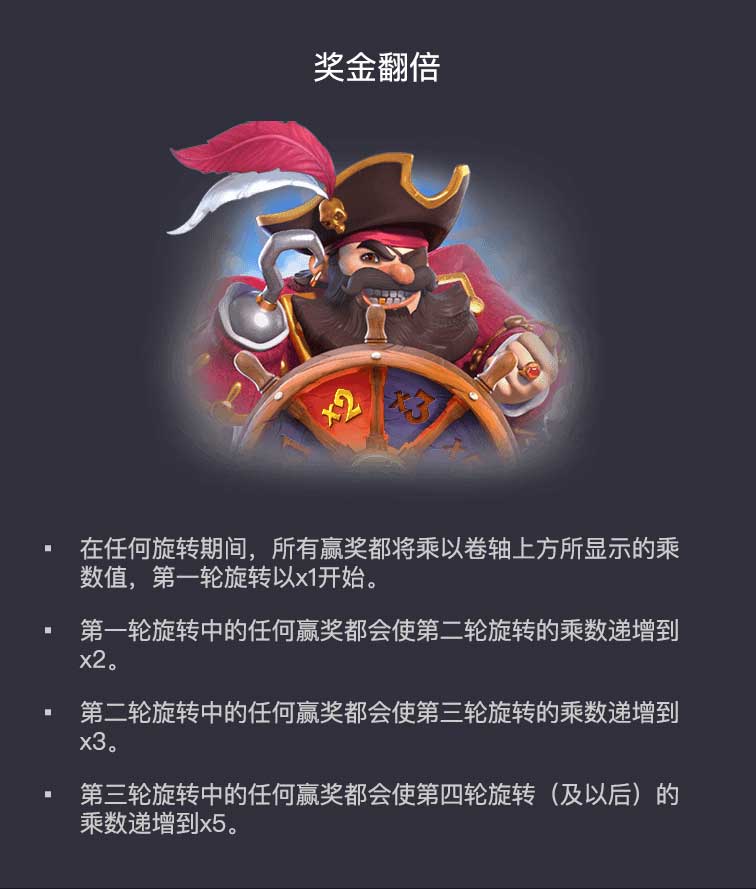 奖金翻倍
x2
x3
▪ 在任何旋转期间，所有赢奖都将乘以卷轴上方所显示的乘
数值，第一轮旋转以x1开始。
▪ 第一轮旋转中的任何赢奖都会使第二轮旋转的乘数递增到
x2。
▪ 第二轮旋转中的任何赢奖都会使第三轮旋转的乘数递增到
x3。
▪ 第三轮旋转中的任何赢奖都会使第四轮旋转（及以后）的
乘数递增到x5。